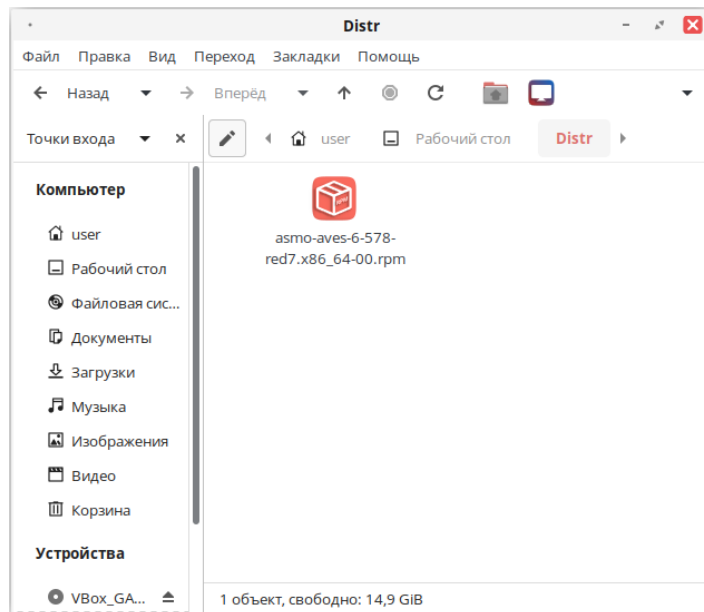 Distr
Файл Правка Вид Переход Закладки Помощь
Назад Вперёд
Точки входа user Рабочий стол Distr
Компьютер
user
Рабочий стол
Файловая сис...
Документы
Загрузки
Музыка
Изображения
Видео
Корзина
Устройства
VBox_GA...
asmo-aves-6-578-
red7.x86_64-00.rpm
1 объект, свободно: 14,9 GiB